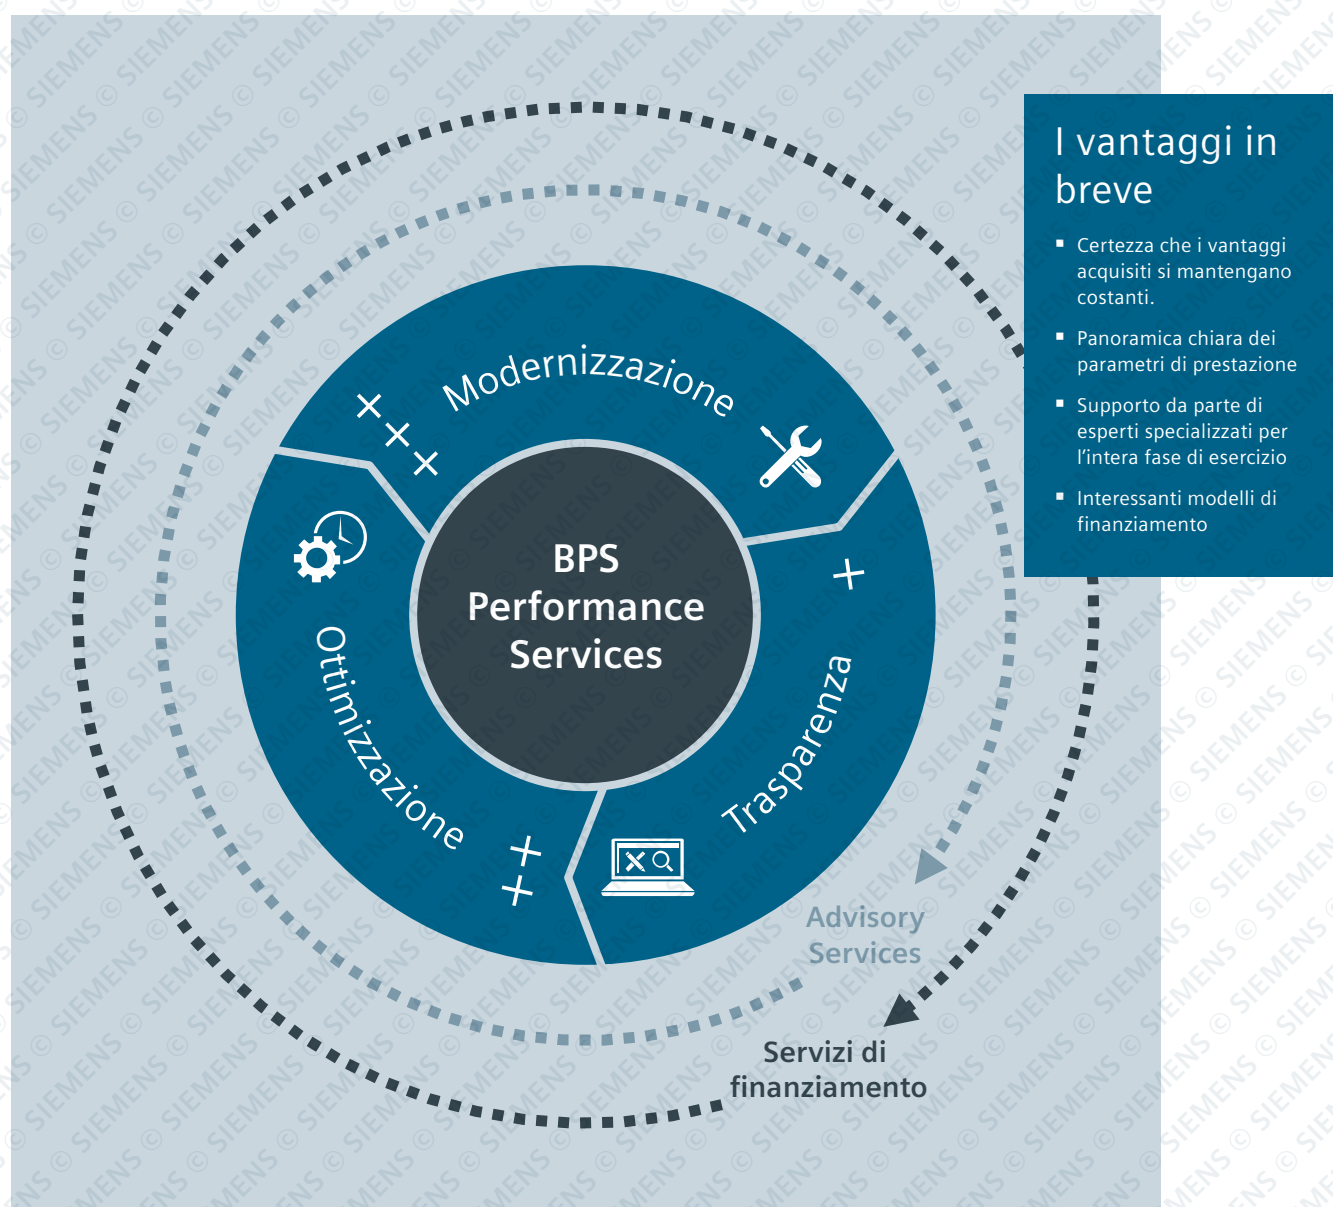 I vantaggi in
breve
Certezza che i vantaggi
acquisiti si mantengano
costanti.
Panoramica chiara dei
parametri di prestazione
Supporto da parte di
esperti specializzati per
l'intera fase di esercizio
Interessanti modelli di
finanziamento
Modernizzazione
BPS
Performance
Services
Ottimizzazione
Trasparenza
Advisory
Services
Servizi di
finanziamento
© SIEMENS